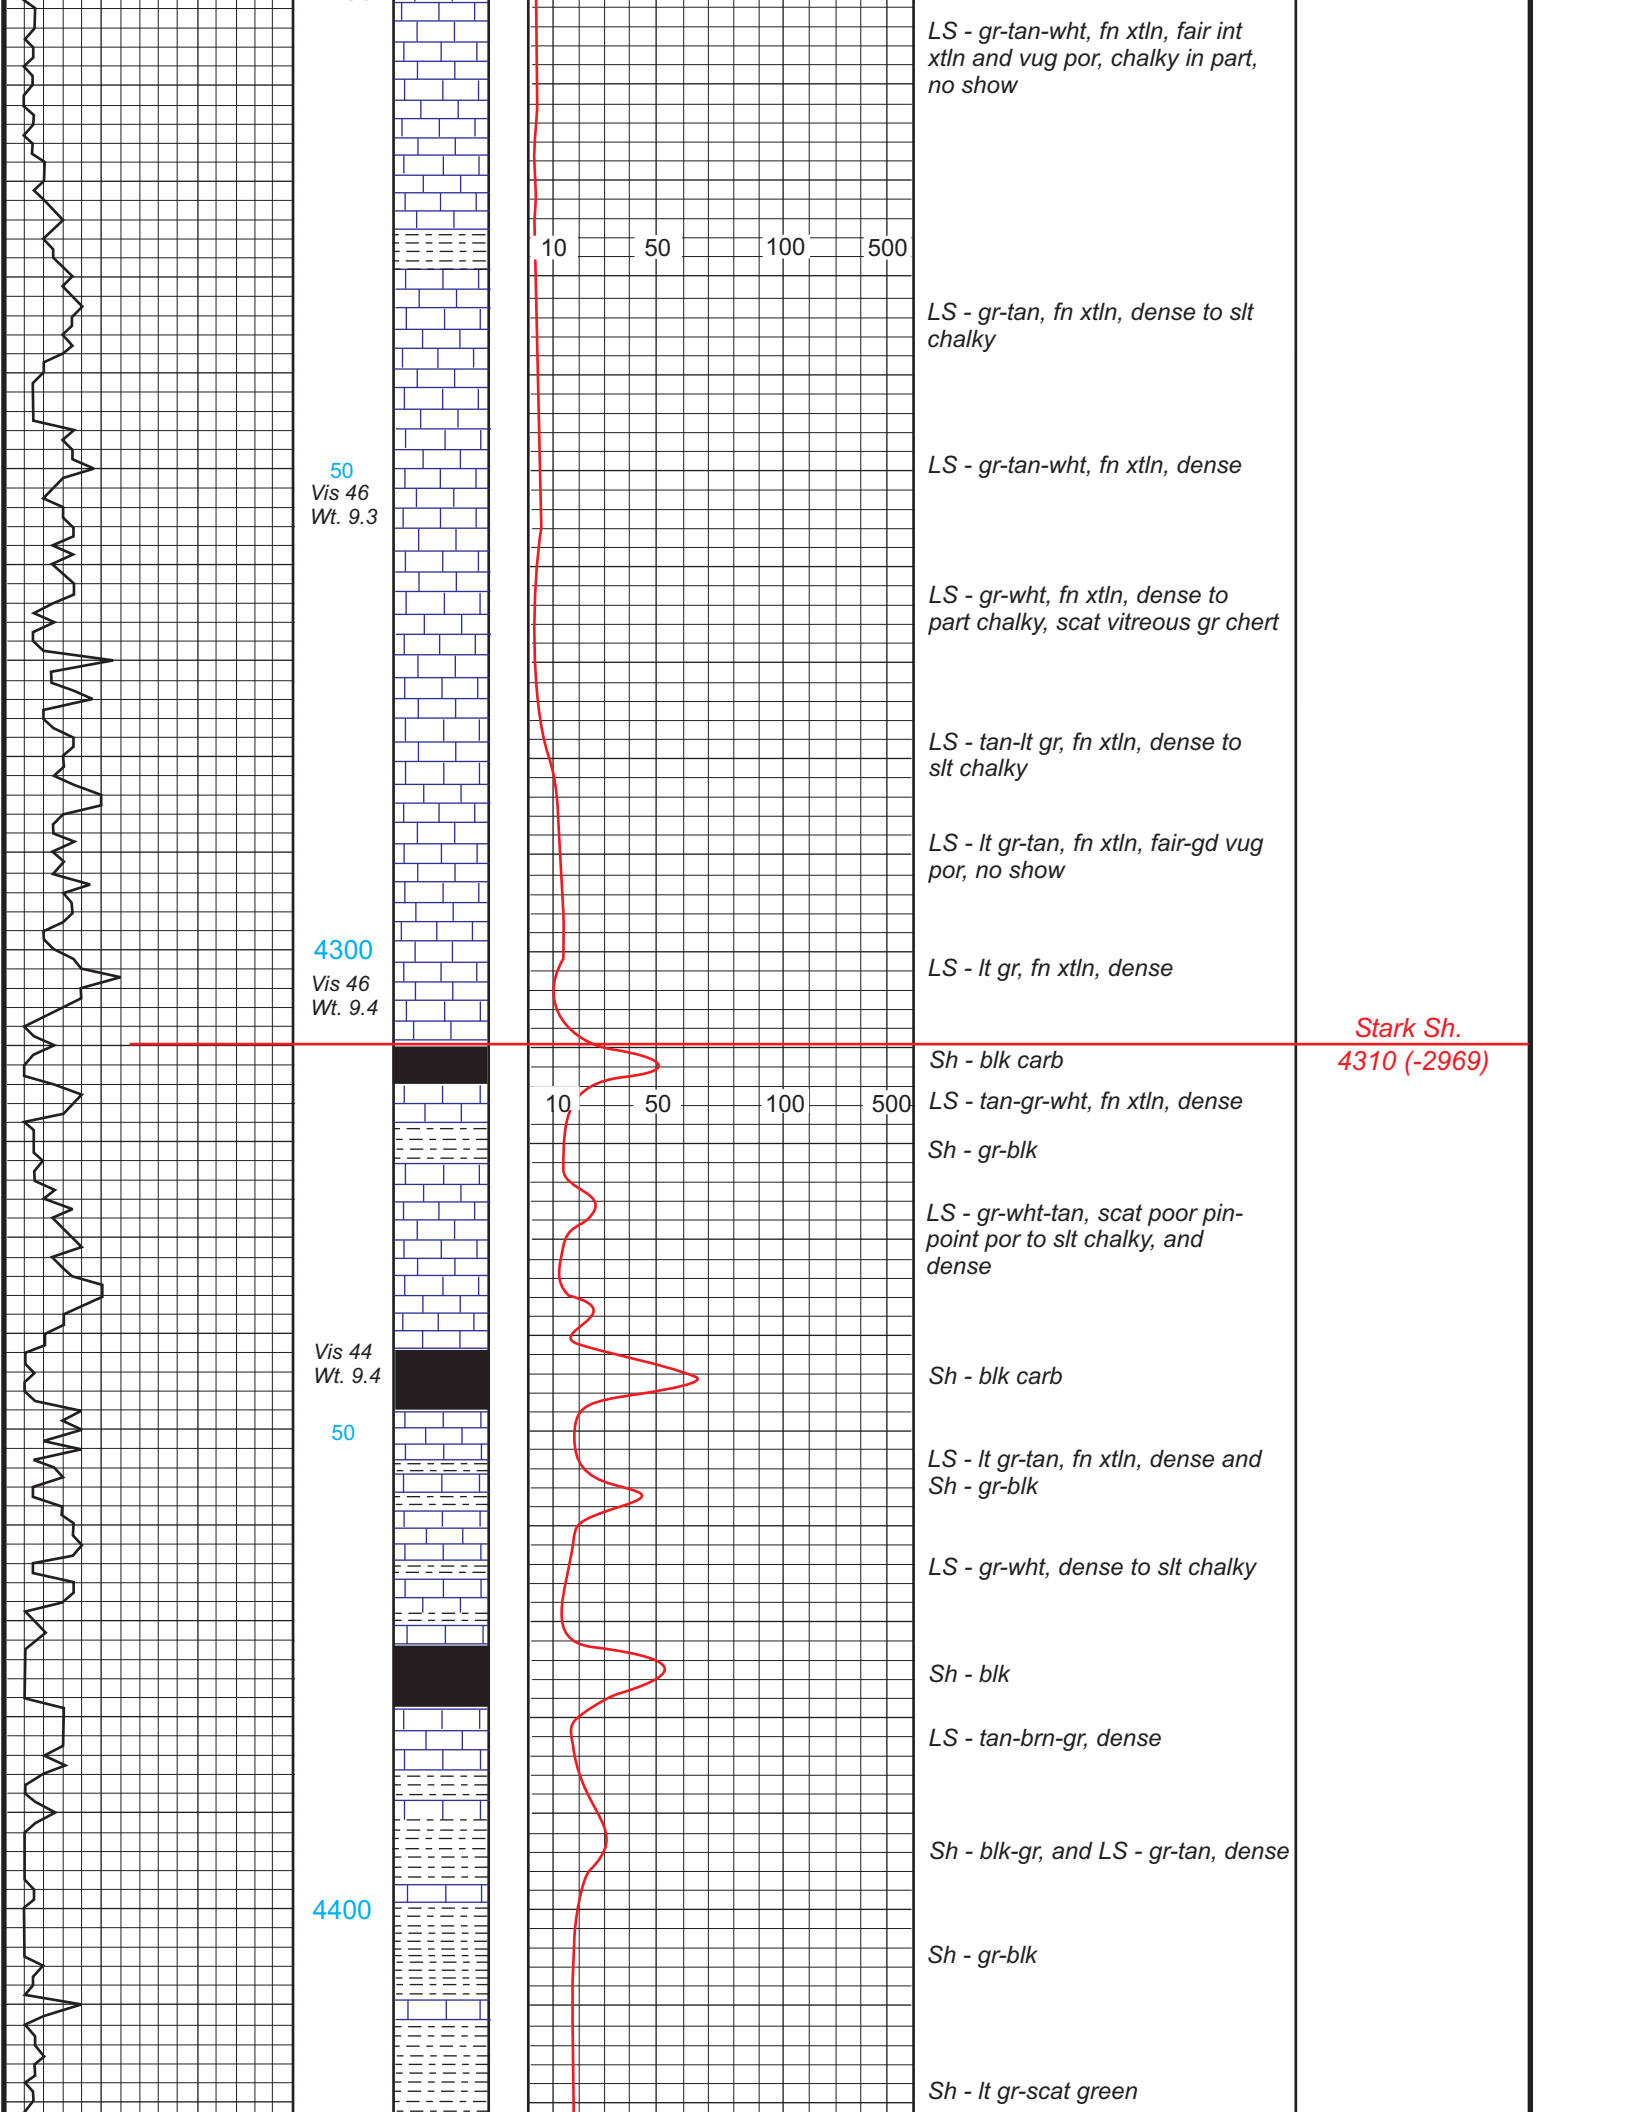 LS - gr-tan-wht, fn xtln, fair int
xtln and vug por, chalky in part,
no show
10 50 100 500
LS - gr-tan, fn xtln, dense to slt
chalky
LS - gr-tan-wht, fn xtln, dense
50
Vis 46
Wt. 9.3
LS - gr-wht, fn xtln, dense to
part chalky, scat vitreous gr chert
LS - tan-lt gr, fn xtln, dense to
slt chalky
LS - lt gr-tan, fn xtln, fair-gd vug
por, no show
4300
LS - lt gr, fn xtln, dense
Vis 46
Wt. 9.4
Stark Sh.
4310 (-2969)
Sh - blk carb
10 50 100 500
LS - tan-gr-wht, fn xtln, dense
Sh - gr-blk
LS - gr-wht-tan, scat poor pin-
point por to slt chalky, and
dense
Vis 44
Wt. 9.4
Sh - blk carb
50
LS - lt gr-tan, fn xtln, dense and
Sh - gr-blk
LS - gr-wht, dense to slt chalky
Sh - blk
LS - tan-brn-gr, dense
Sh - blk-gr, and LS - gr-tan, dense
4400
Sh - gr-blk
Sh - lt gr-scat green